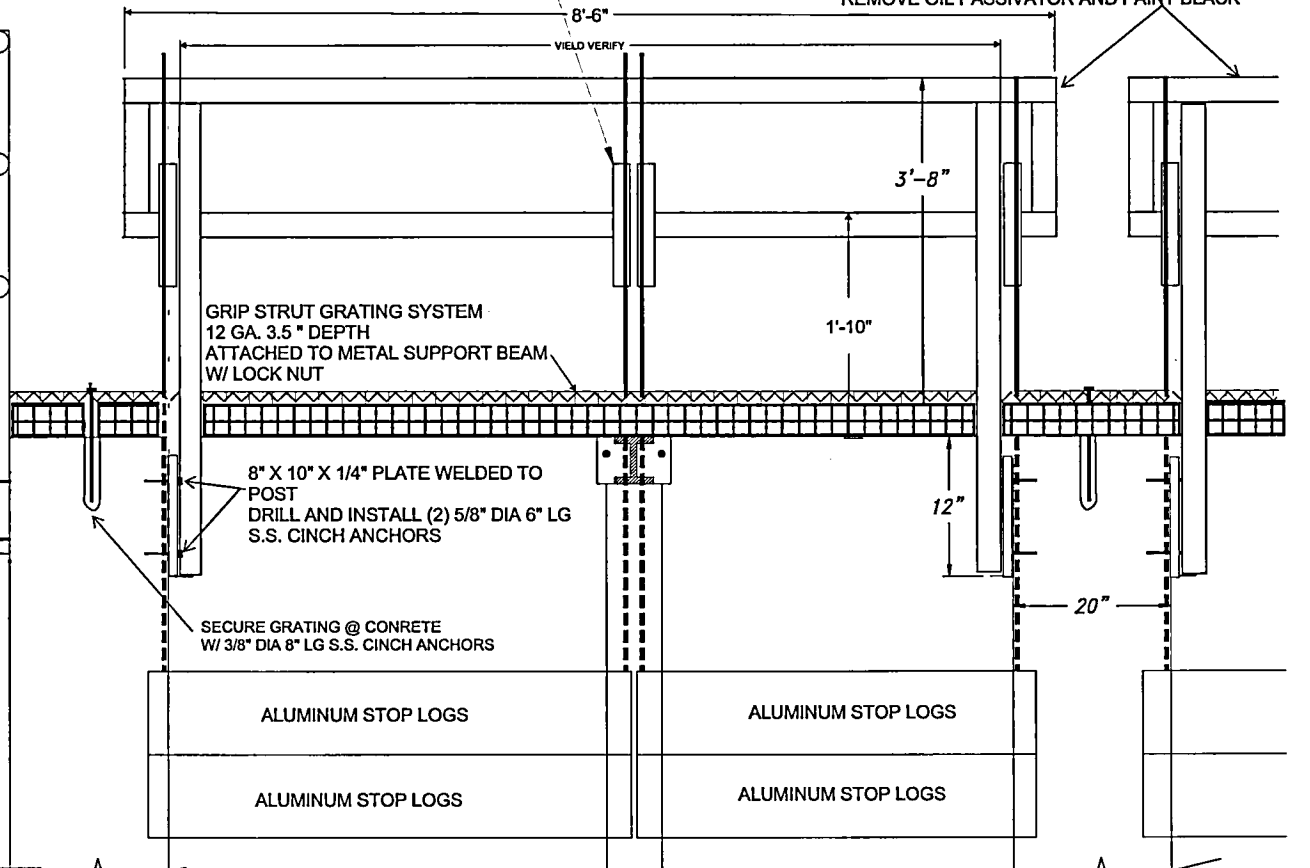 REMOVE OILY ASSIVATOR AND PAINT BLACK
8'-6"
VIELD VERIFY
3'-8"
GRIP STRUT GRATING SYSTEM
12 GA. 3.5 " DEPTH
ATTACHED TO METAL SUPPORT BEAM
W/ LOCK NUT
1'-10"
8" X 10" X 1/4" PLATE WELDED TO
POST
DRILL AND INSTALL (2) 5/8" DIA 6" LG
S.S. CINCH ANCHORS
12"
20"
SECURE GRATING @ CONRETE
W/ 3/8" DIA 8" LG S.S. CINCH ANCHORS
ALUMINUM STOP LOGS
ALUMINUM STOP LOGS
ALUMINUM STOP LOGS
ALUMINUM STOP LOGS